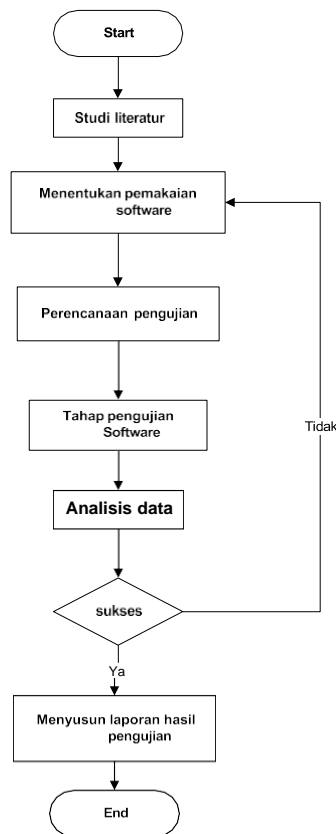 Start
Studi literatur
Menentukan pemakaian
software
Perencanaan pengujian
Tahap pengujian
Software
Tidak
Analisis data
sukses
Ya
Menyusun laporan hasil
pengujian
End